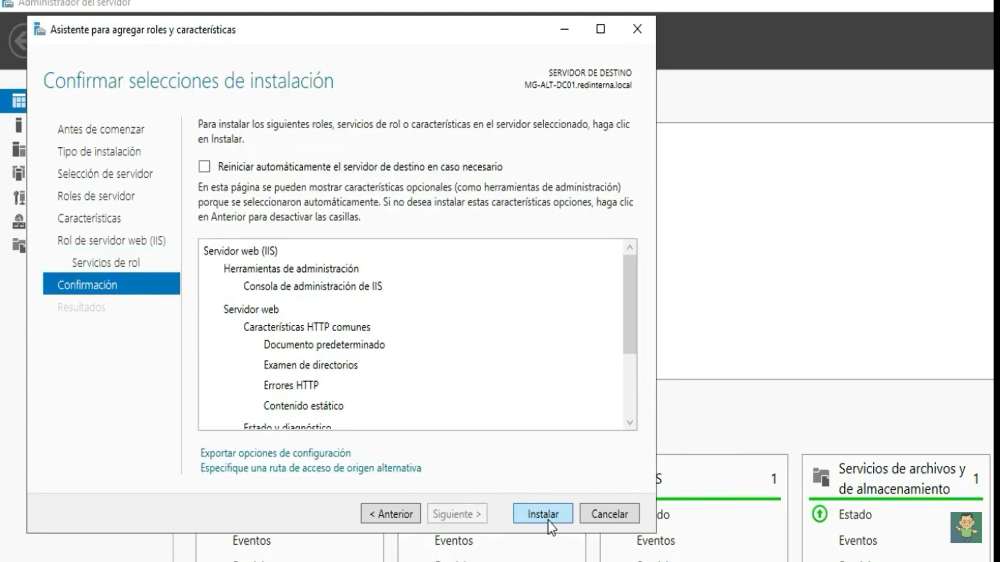 Administrador del servidor
Asistente para agregar roles y características
Confirmar selecciones de instalación
SERVIDOR DE DESTINO
MG-ALT-DC01.redinterna.local
Antes de comenzar
Tipo de instalación
Selección de servidor
Roles de servidor
Características
Rol de servidor web (IIS)
Servicios de rol
Confirmación
Resultados
Para instalar los siguientes roles, servicios de rol o características en el servidor seleccionado, haga clic
en Instalar.
Reiniciar automáticamente el servidor de destino en caso necesario
En esta página se pueden mostrar características opcionales (como herramientas de administración)
porque se seleccionaron automáticamente. Si no desea instalar estas características opciones, haga clic
en Anterior para desactivar las casillas.
Servidor web (IIS)
Herramientas de administración
Consola de administración de IIS
Servidor web
Características HTTP comunes
Documento predeterminado
Examen de directorios
Errores HTTP
Contenido estático
Estado y diagnóstico
Exportar opciones de configuración
Especifique una ruta de acceso de origen alternativa
< Anterior
Siguiente >
Instalar
Cancelar
S 1
do
Servicios de archivos y
de almacenamiento
1
Estado
Eventos
Eventos
Eventos
Eventos